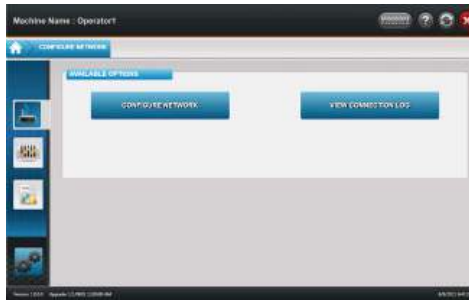 Machine Name : Operator1
CONFIGURE NETWORK
AVAILABLE OPTIONS
CONFIGURE NETWORK
VIEW CONNECTION LOG